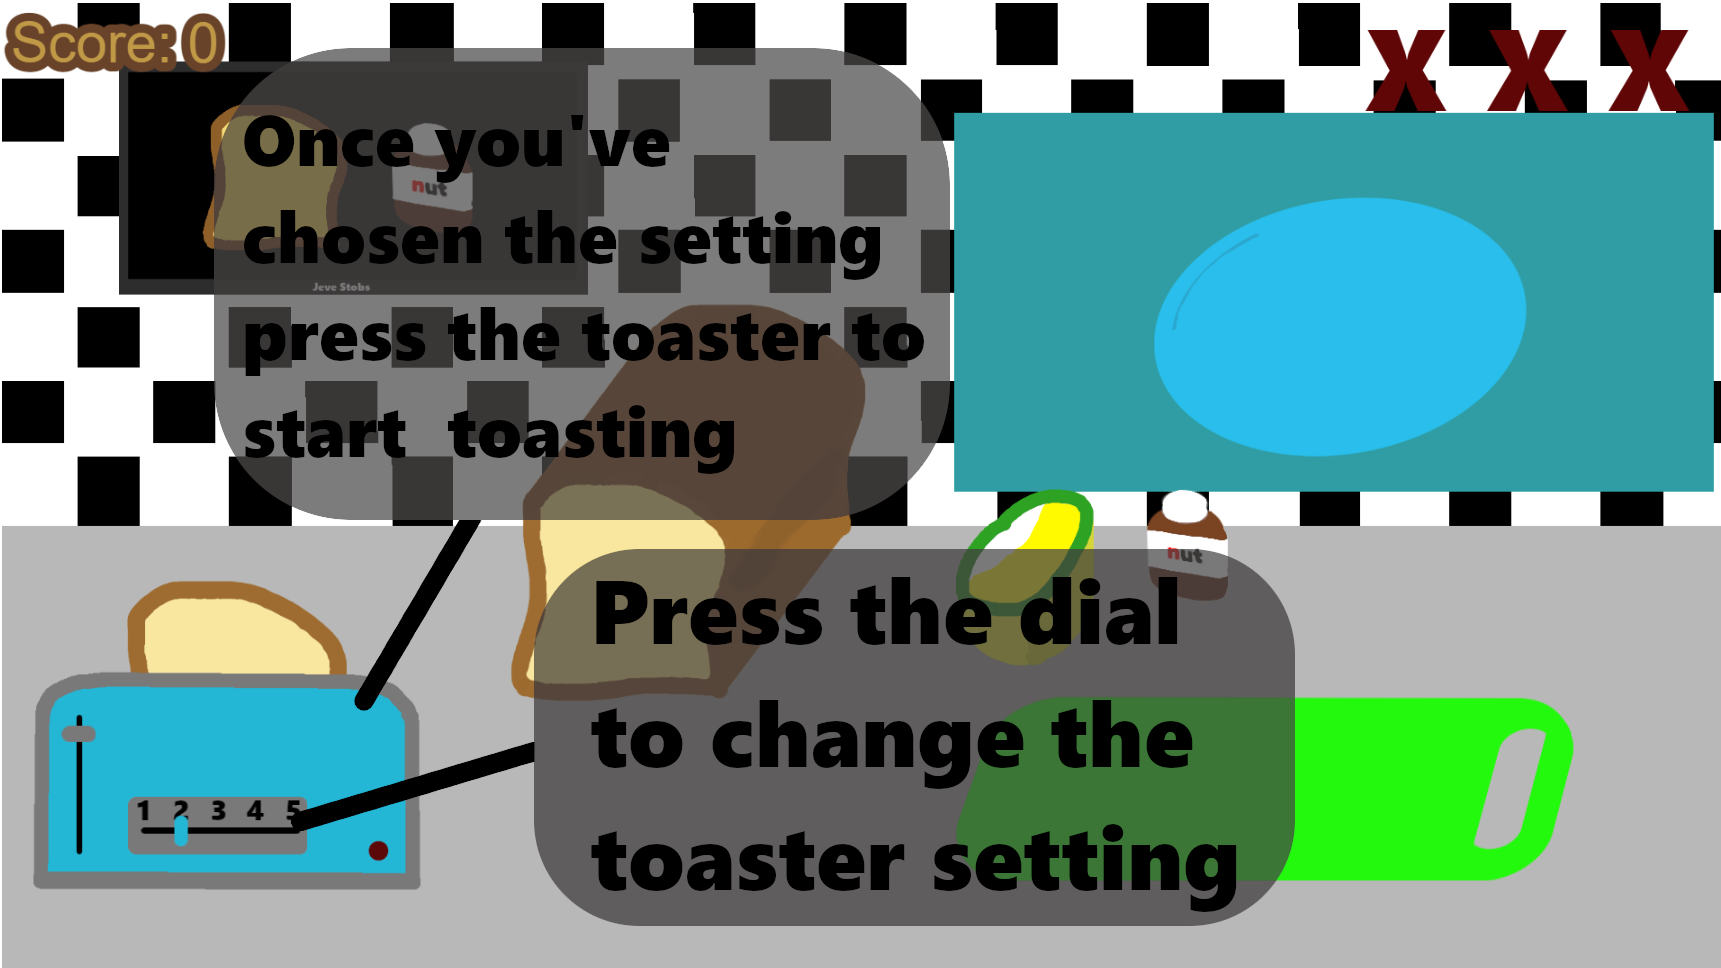 Score: 0
X X X
Once you've
chosen the setting
press the toaster to
start toasting
nut
Jeve Stobs
nut
Press the dial
to change the
toaster setting
1 2 3 4 5